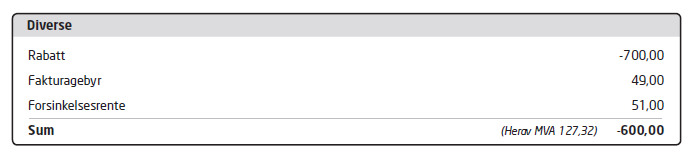 Diverse
Rabatt -700,00
Fakturagebyr 49,00
Forsinkelsesrente 51,00
Sum (Herav MVA 127,32) -600,00